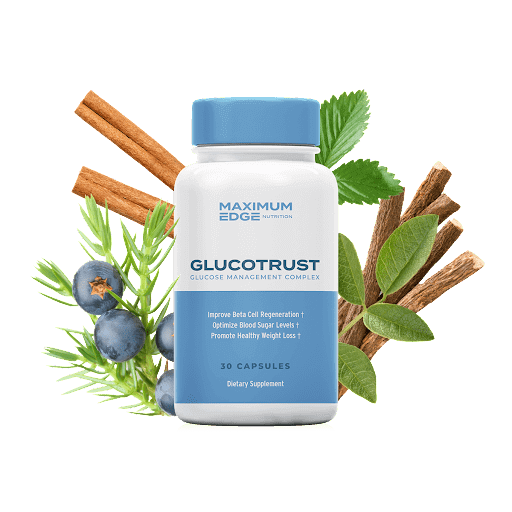 MAXIMUM
EDGE NUTRITION
GLUCOTRUST
GLUCOSE MANAGEMENT COMPLEX
Improve Beta Cell Regeneration †
Optimize Blood Sugar Levels †
Promote Healthy Weight Loss †
30 CAPSULES
Dietary Supplement